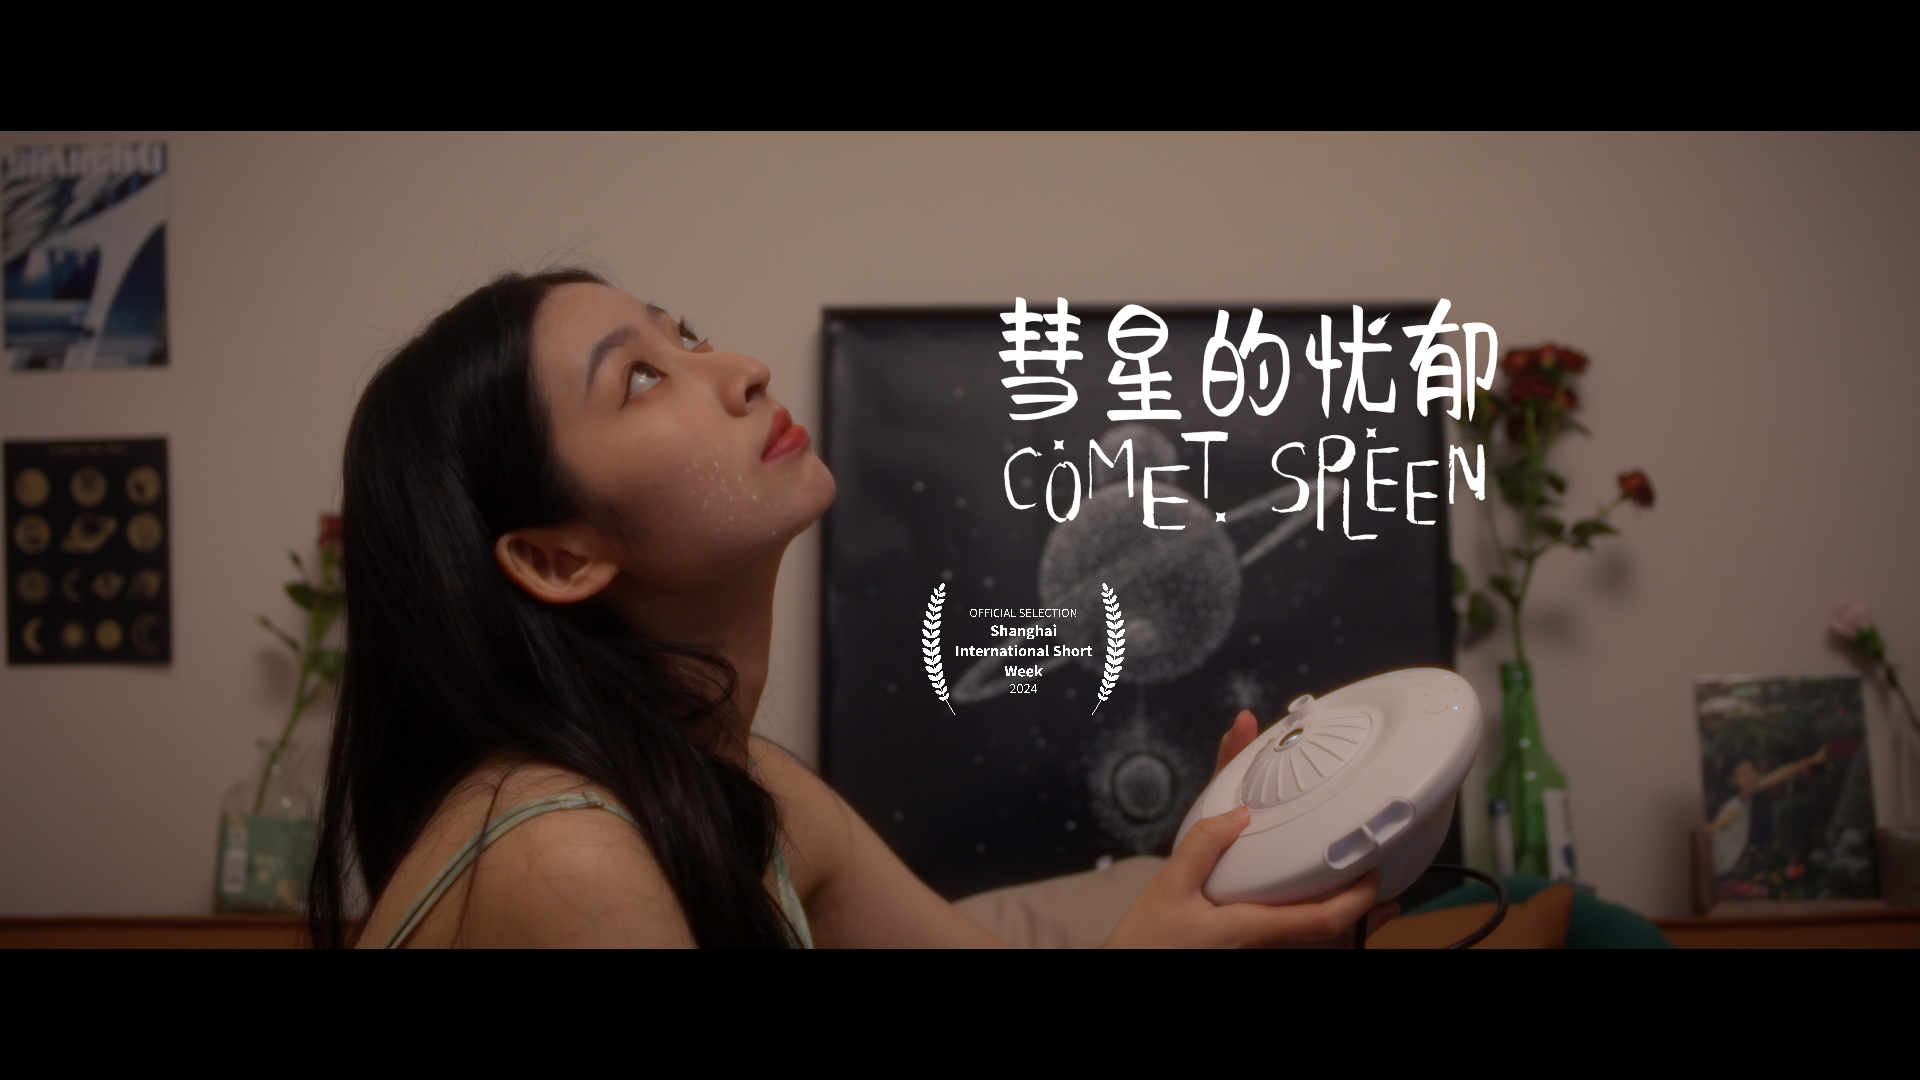 彗星的忧郁
COMET. SPLEEN
OFFICIAL SELECTION
Shanghai
International Short
Week
2024